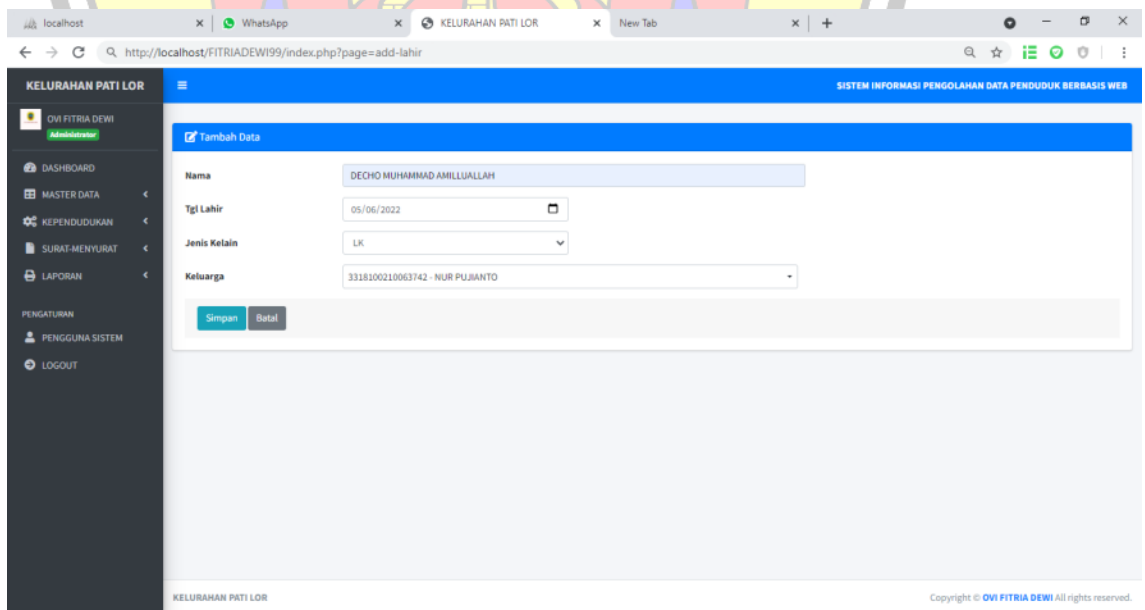 localhost
WhatsApp
KELURAHAN PATI LOR
New Tab
http://localhost/FITRIADEWI99/index.php?page=add-lahir
KELURAHAN PATI LOR
SISTEM INFORMASI PENGOLAHAN DATA PENDUDUK BERBASIS WEB
OVI FITRIA DEWI
Administrator
DASHBOARD
MASTER DATA
KEPENDUDUKAN
SURAT-MENYURAT
LAPORAN
PENGATURAN
PENGGUNA SISTEM
LOGOUT
Tambah Data
Nama DECHO MUHAMMAD AMILLUALLAH
Tgl Lahir 05/06/2022
Jenis Kelain LK
Keluarga 3318100210063742 - NUR PUJIANTO
Simpan Batal
KELURAHAN PATI LOR
Copyright © OVI FITRIA DEWI All rights reserved.